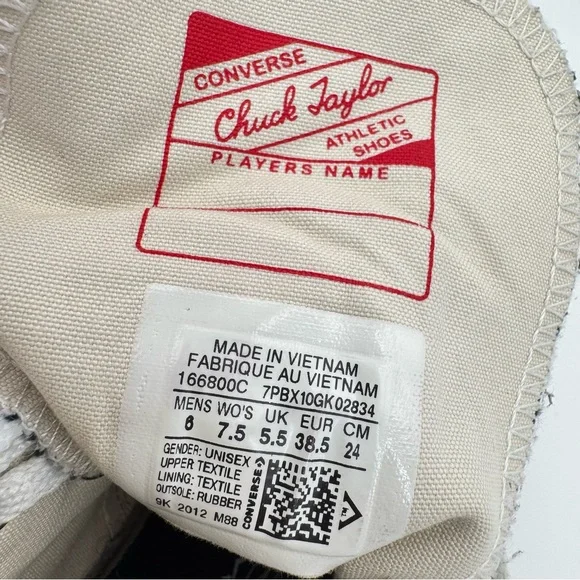 CONVERSE
Chuck Taylor
ATHLETIC
SHOES
PLAYERS NAME
MADE IN VIETNAM
FABRIQUE AU VIETNAM
166800C 7PBX10GK02834
MENS WO'S UK EUR CM
6 7.5 5.5 38.5 24
GENDER: UNISEX
UPPER: TEXTILE
LINING: TEXTILE
OUTSOLE: RUBBER
CONVERSE
9K 2012 M88